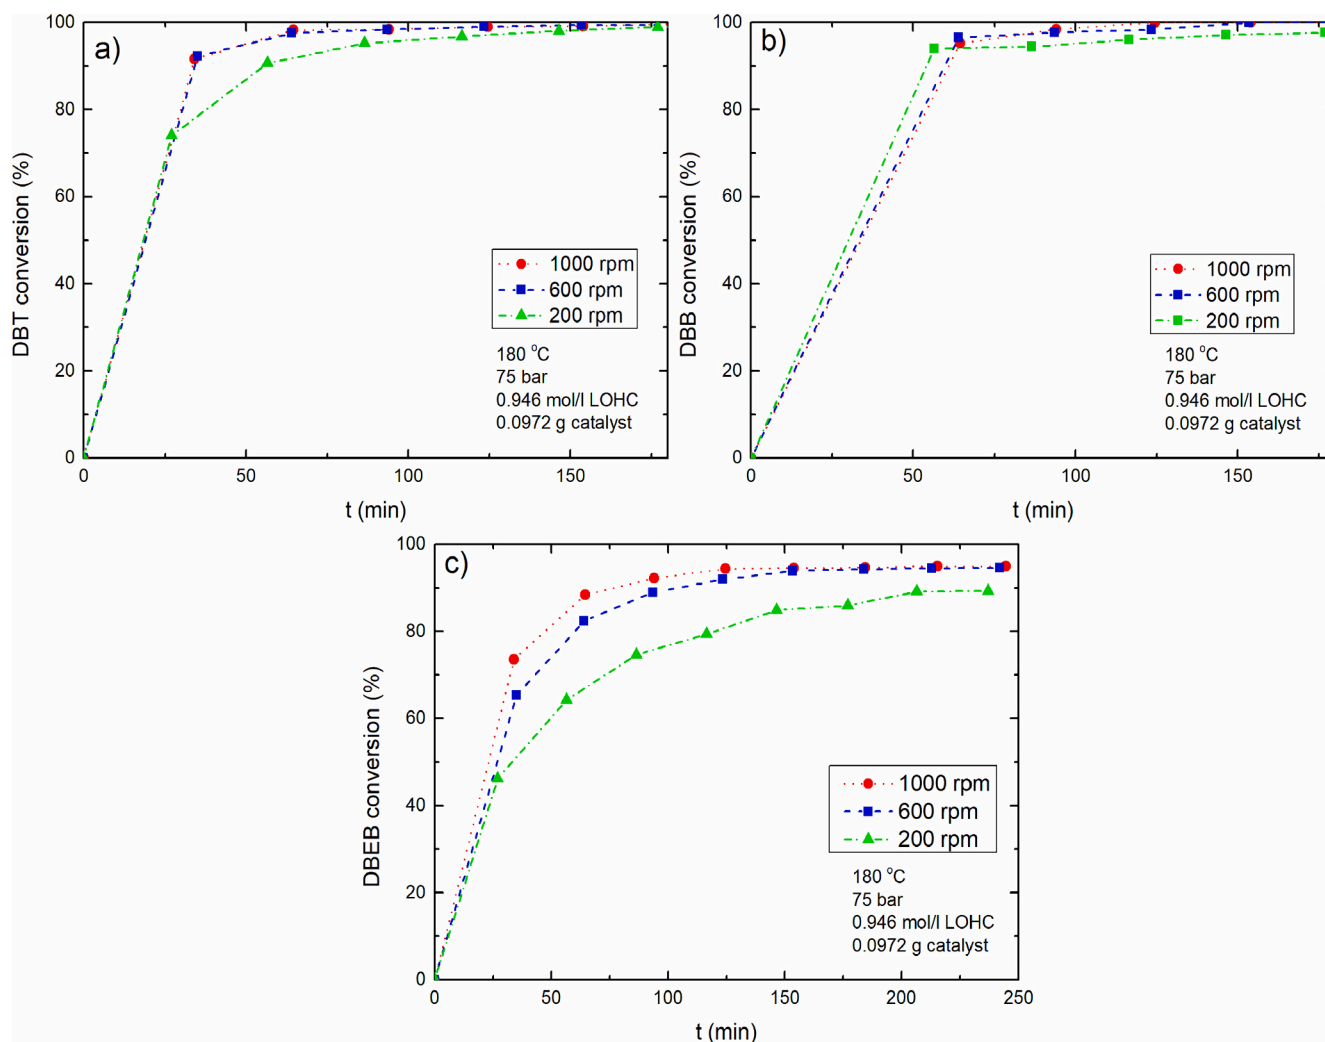 a)
DBT conversion (%)
100
80
60
40
20
0
0
50
100
150
t (min)
1000 rpm
600 rpm
200 rpm
180 °C
75 bar
0.946 mol/l LOHC
0.0972 g catalyst
b)
DBB conversion (%)
100
80
60
40
20
0
0
50
100
150
t (min)
1000 rpm
600 rpm
200 rpm
180 °C
75 bar
0.946 mol/l LOHC
0.0972 g catalyst
c)
DBEB conversion (%)
100
80
60
40
20
0
0
50
100
150
200
250
t (min)
1000 rpm
600 rpm
200 rpm
180 °C
75 bar
0.946 mol/l LOHC
0.0972 g catalyst